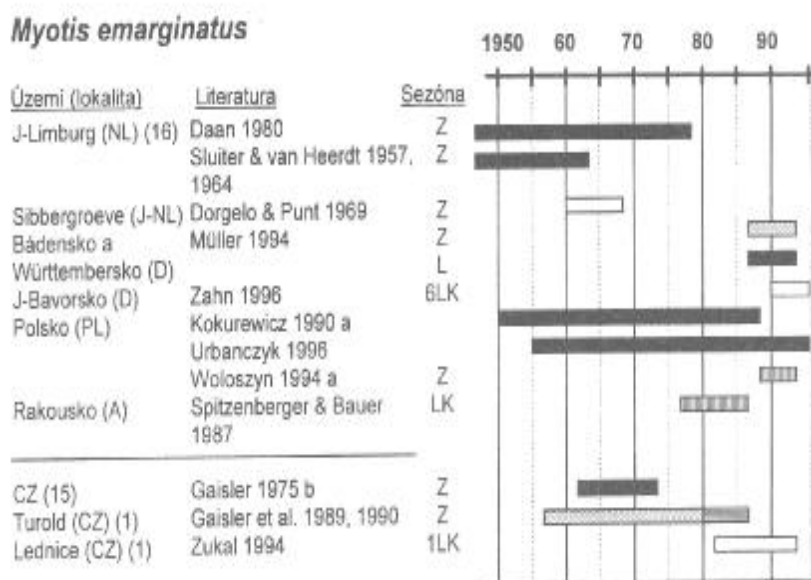 Myotis emarginatus
1950 60 70 80 90
Území (lokalita) Literatura Sezóna
J-Limburg (NL) (16) Daan 1980 Z
Sluiter & van Heerdt 1957, Z
1964
Sibbergroeve (J-NL) Dorgelo & Punt 1969 Z
Bádensko a Müller 1994 Z
Württembersko (D) L
J-Bavorsko (D) Zahn 1996 6LK
Polsko (PL) Kokurewicz 1990 a
Urbanczyk 1996
Woloszyn 1994 a Z
Rakousko (A) Spitzenberger & Bauer LK
1987
CZ (15) Gaisler 1975 b Z
Turold (CZ) (1) Gaisler et al. 1989, 1990 Z
Lednice (CZ) (1) Zukal 1994 1LK